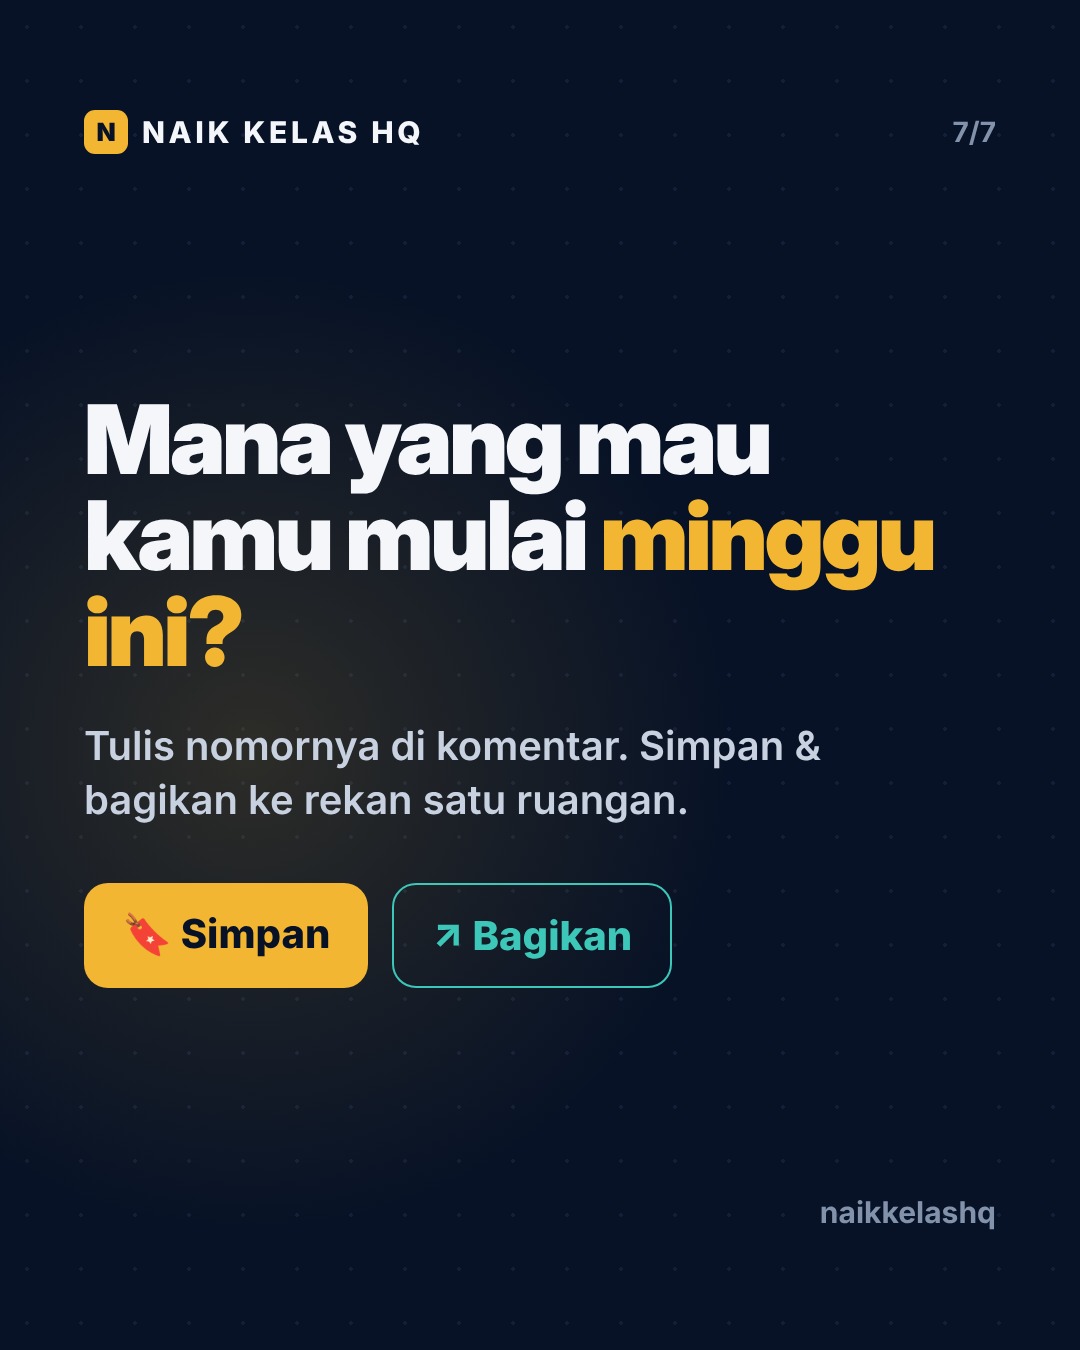 N NAIK KELAS HQ
7/7
Mana yang mau
kamu mulai minggu
ini?
Tulis nomornya di komentar. Simpan &
bagikan ke rekan satu ruangan.
🔖 Simpan
↗ Bagikan
naikkelashq